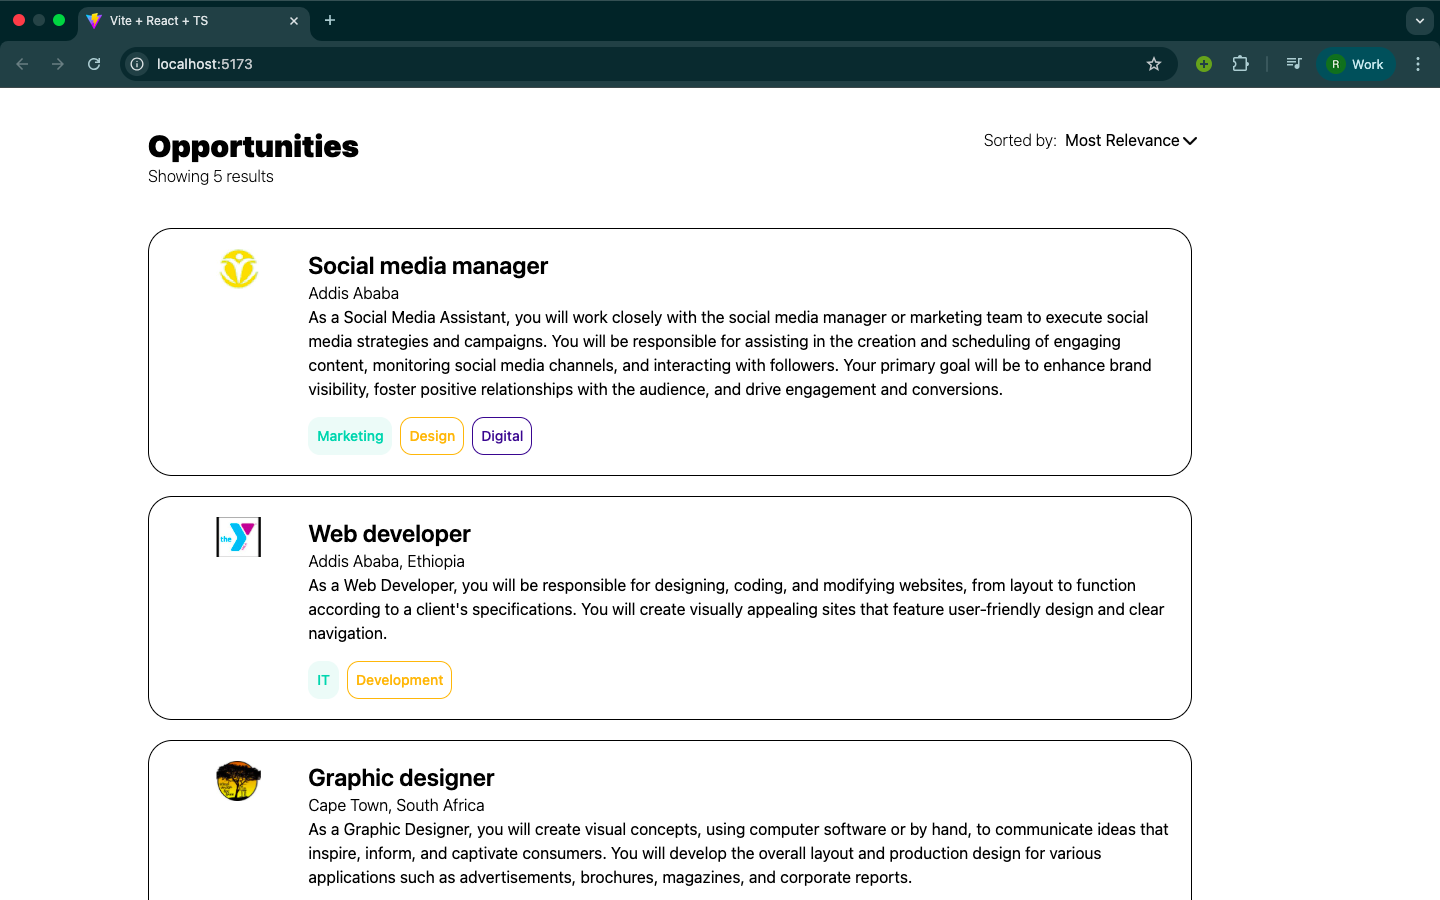 Vite + React + TS
localhost:5173
R Work
Opportunities
Sorted by: Most Relevance
Showing 5 results
Social media manager
Addis Ababa
As a Social Media Assistant, you will work closely with the social media manager or marketing team to execute social
media strategies and campaigns. You will be responsible for assisting in the creation and scheduling of engaging
content, monitoring social media channels, and interacting with followers. Your primary goal will be to enhance brand
visibility, foster positive relationships with the audience, and drive engagement and conversions.
Marketing Design Digital
the
Web developer
Addis Ababa, Ethiopia
As a Web Developer, you will be responsible for designing, coding, and modifying websites, from layout to function
according to a client's specifications. You will create visually appealing sites that feature user-friendly design and clear
navigation.
IT Development
Graphic designer
Cape Town, South Africa
As a Graphic Designer, you will create visual concepts, using computer software or by hand, to communicate ideas that
inspire, inform, and captivate consumers. You will develop the overall layout and production design for various
applications such as advertisements, brochures, magazines, and corporate reports.